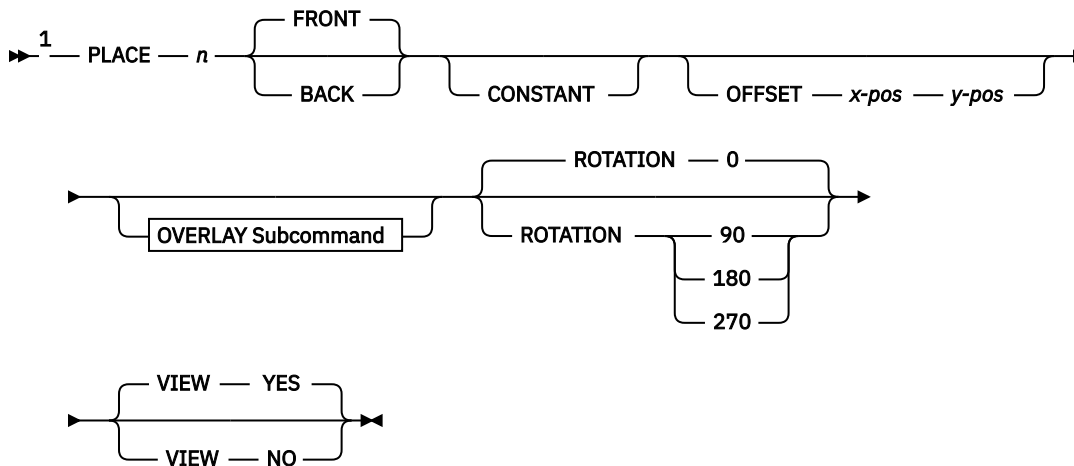 FRONT
1
PLACE n
BACK
CONSTANT
OFFSET x-pos y-pos
ROTATION 0
OVERLAY Subcommand
ROTATION 90
180
270
VIEW YES
VIEW NO